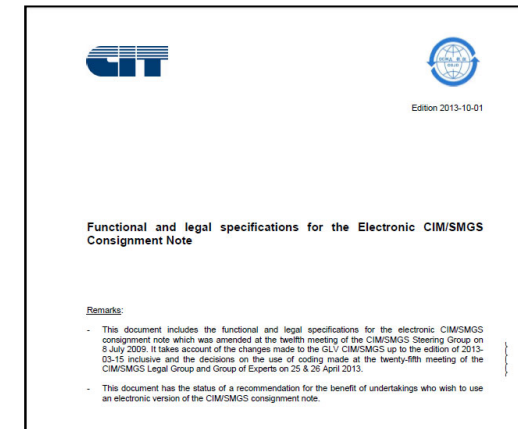 CIT
Edition 2013-10-01
Functional and legal specifications for the Electronic CIM/SMGS
Consignment Note
Remarks:
- This document includes the functional and legal specifications for the electronic CIM/SMGS
consignment note which was amended at the twelfth meeting of the CIM/SMGS Steering Group on
8 July 2009. It takes account of the changes made to the GLV CIM/SMGS up to the edition of 2013-
03-15 inclusive and the decisions on the use of coding made at the twenty-fifth meeting of the
CIM/SMGS Legal Group and Group of Experts on 25 & 26 April 2013.
- This document has the status of a recommendation for the benefit of undertakings who wish to use
an electronic version of the CIM/SMGS consignment note.